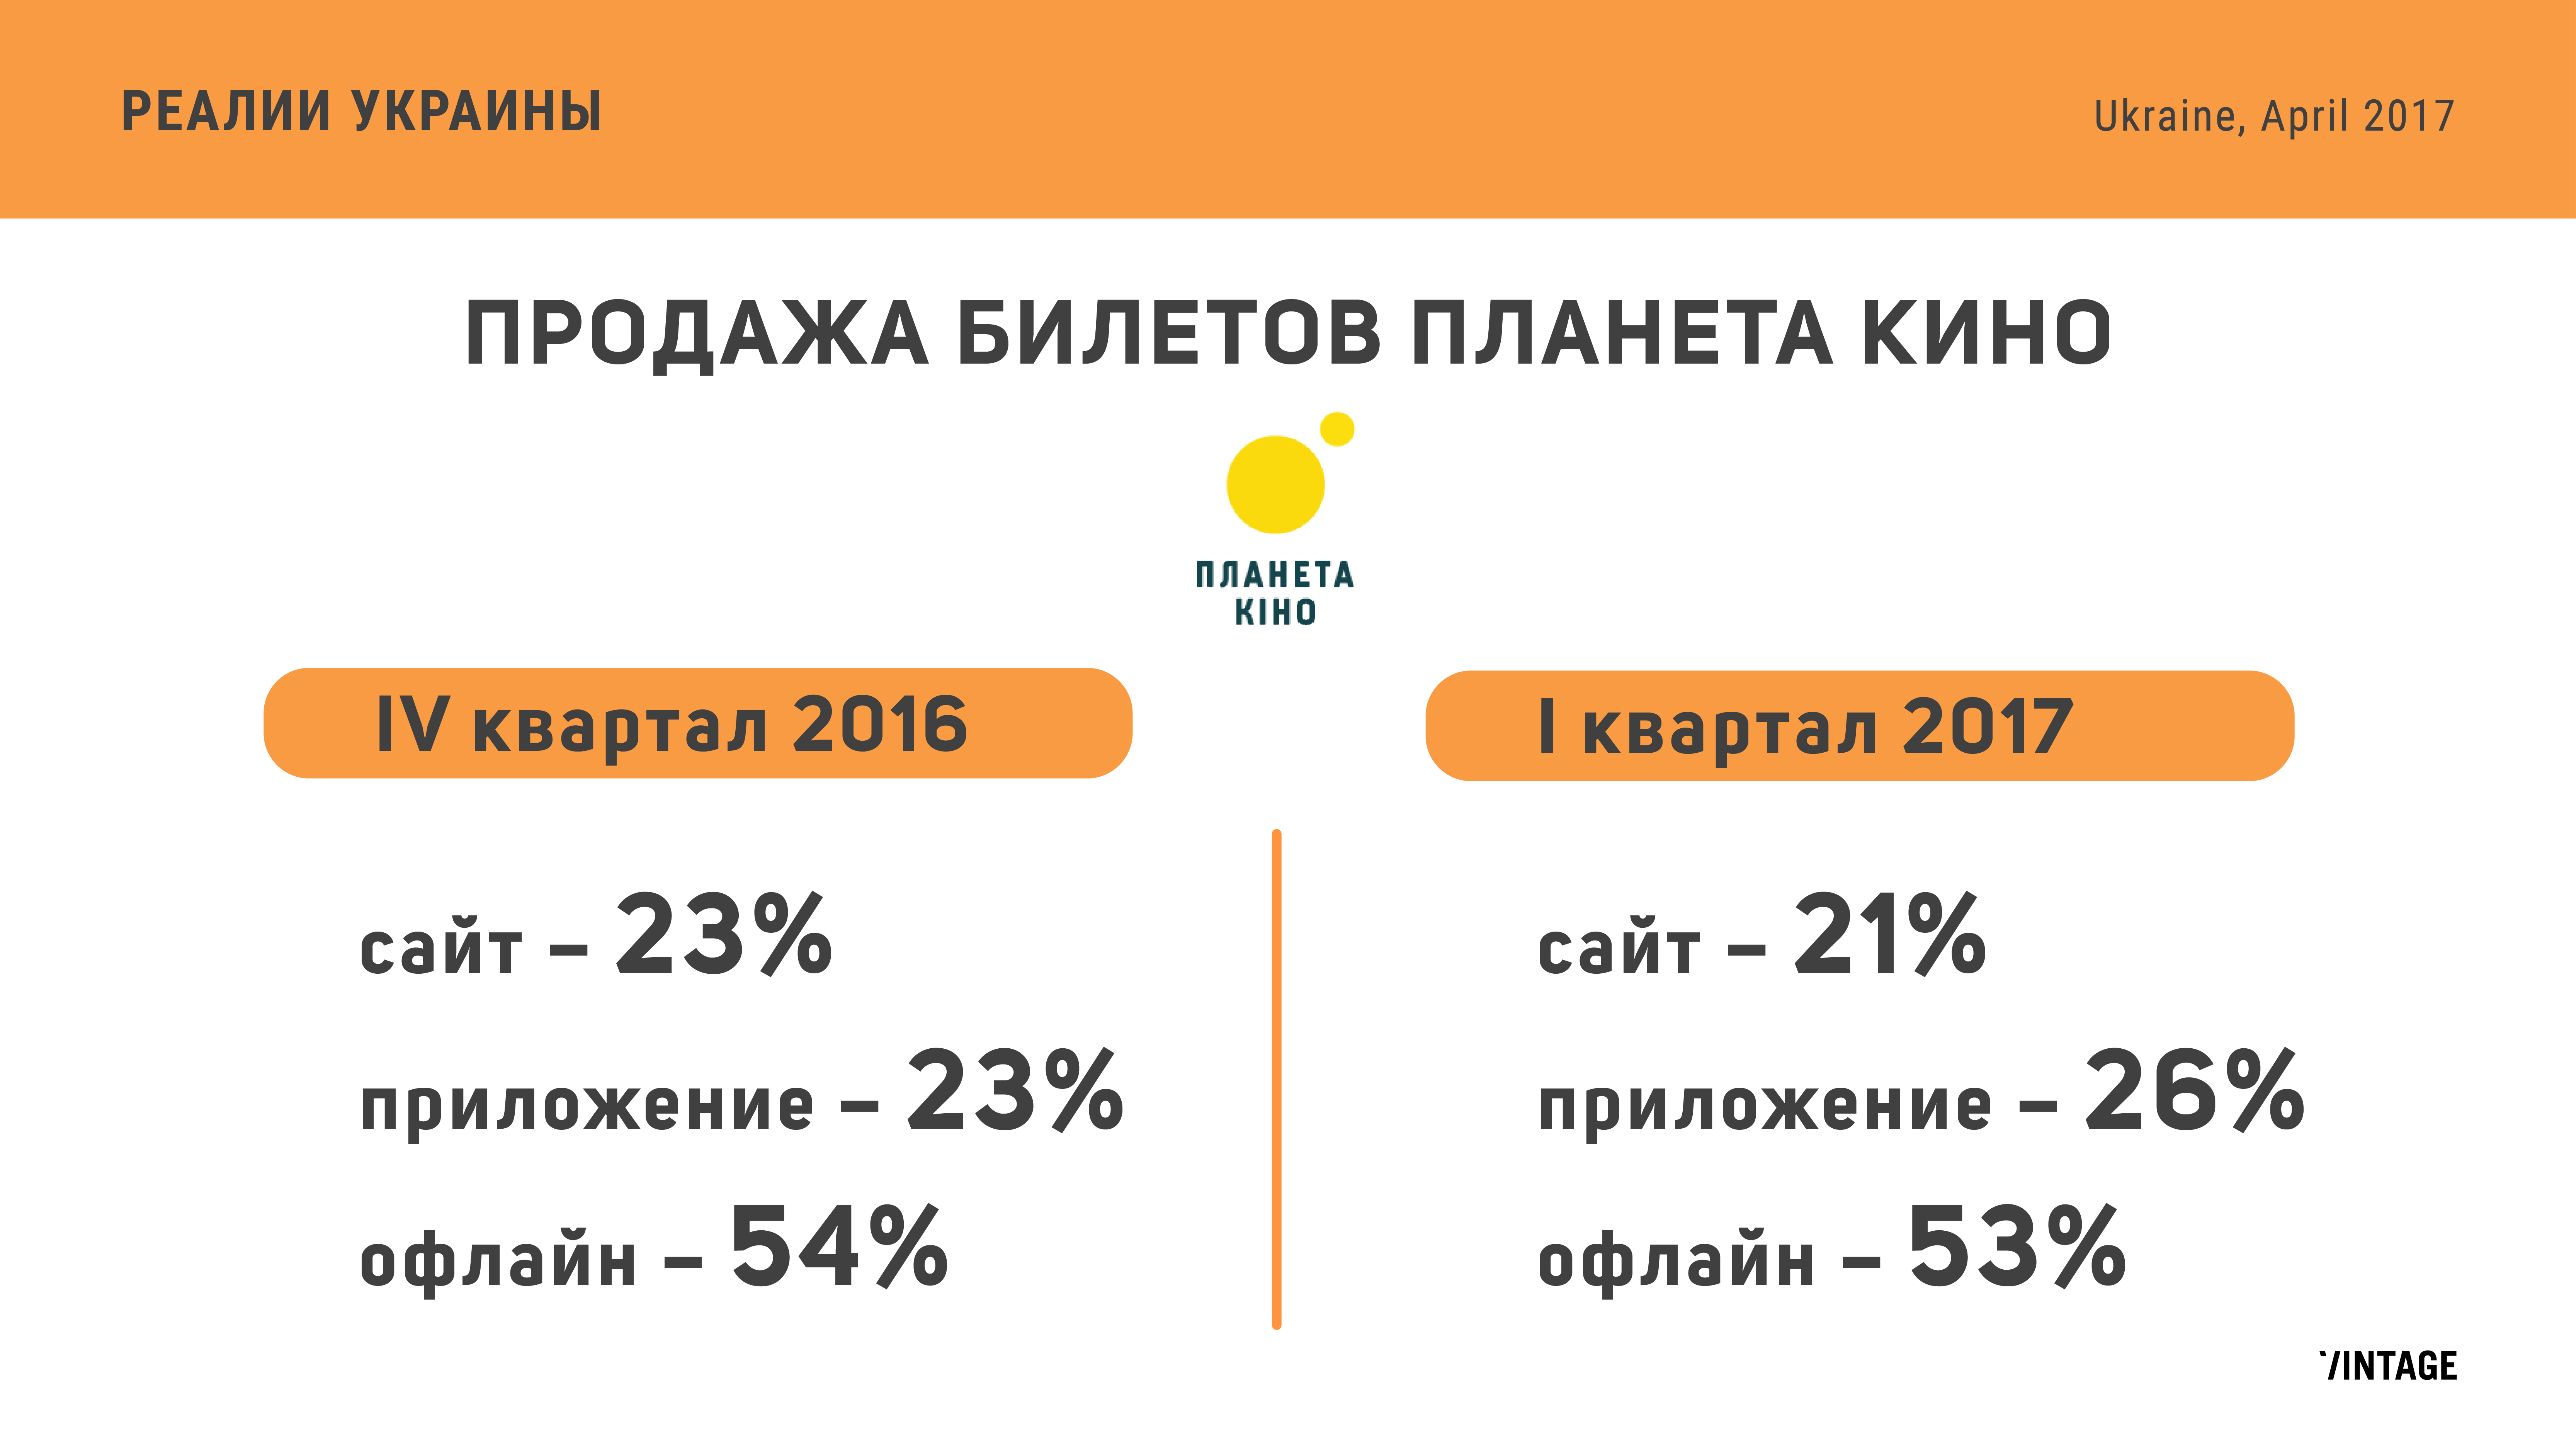 РЕАЛИИ УКРАИНЫ
Ukraine, April 2017
ПРОДАЖА БИЛЕТОВ ПЛАНЕТА КИНО
ПЛАНЕТА
КІНО
IV квартал 2016
сайт – 23%
приложение – 23%
офлайн – 54%
I квартал 2017
сайт – 21%
приложение – 26%
офлайн – 53%
VINTAGE